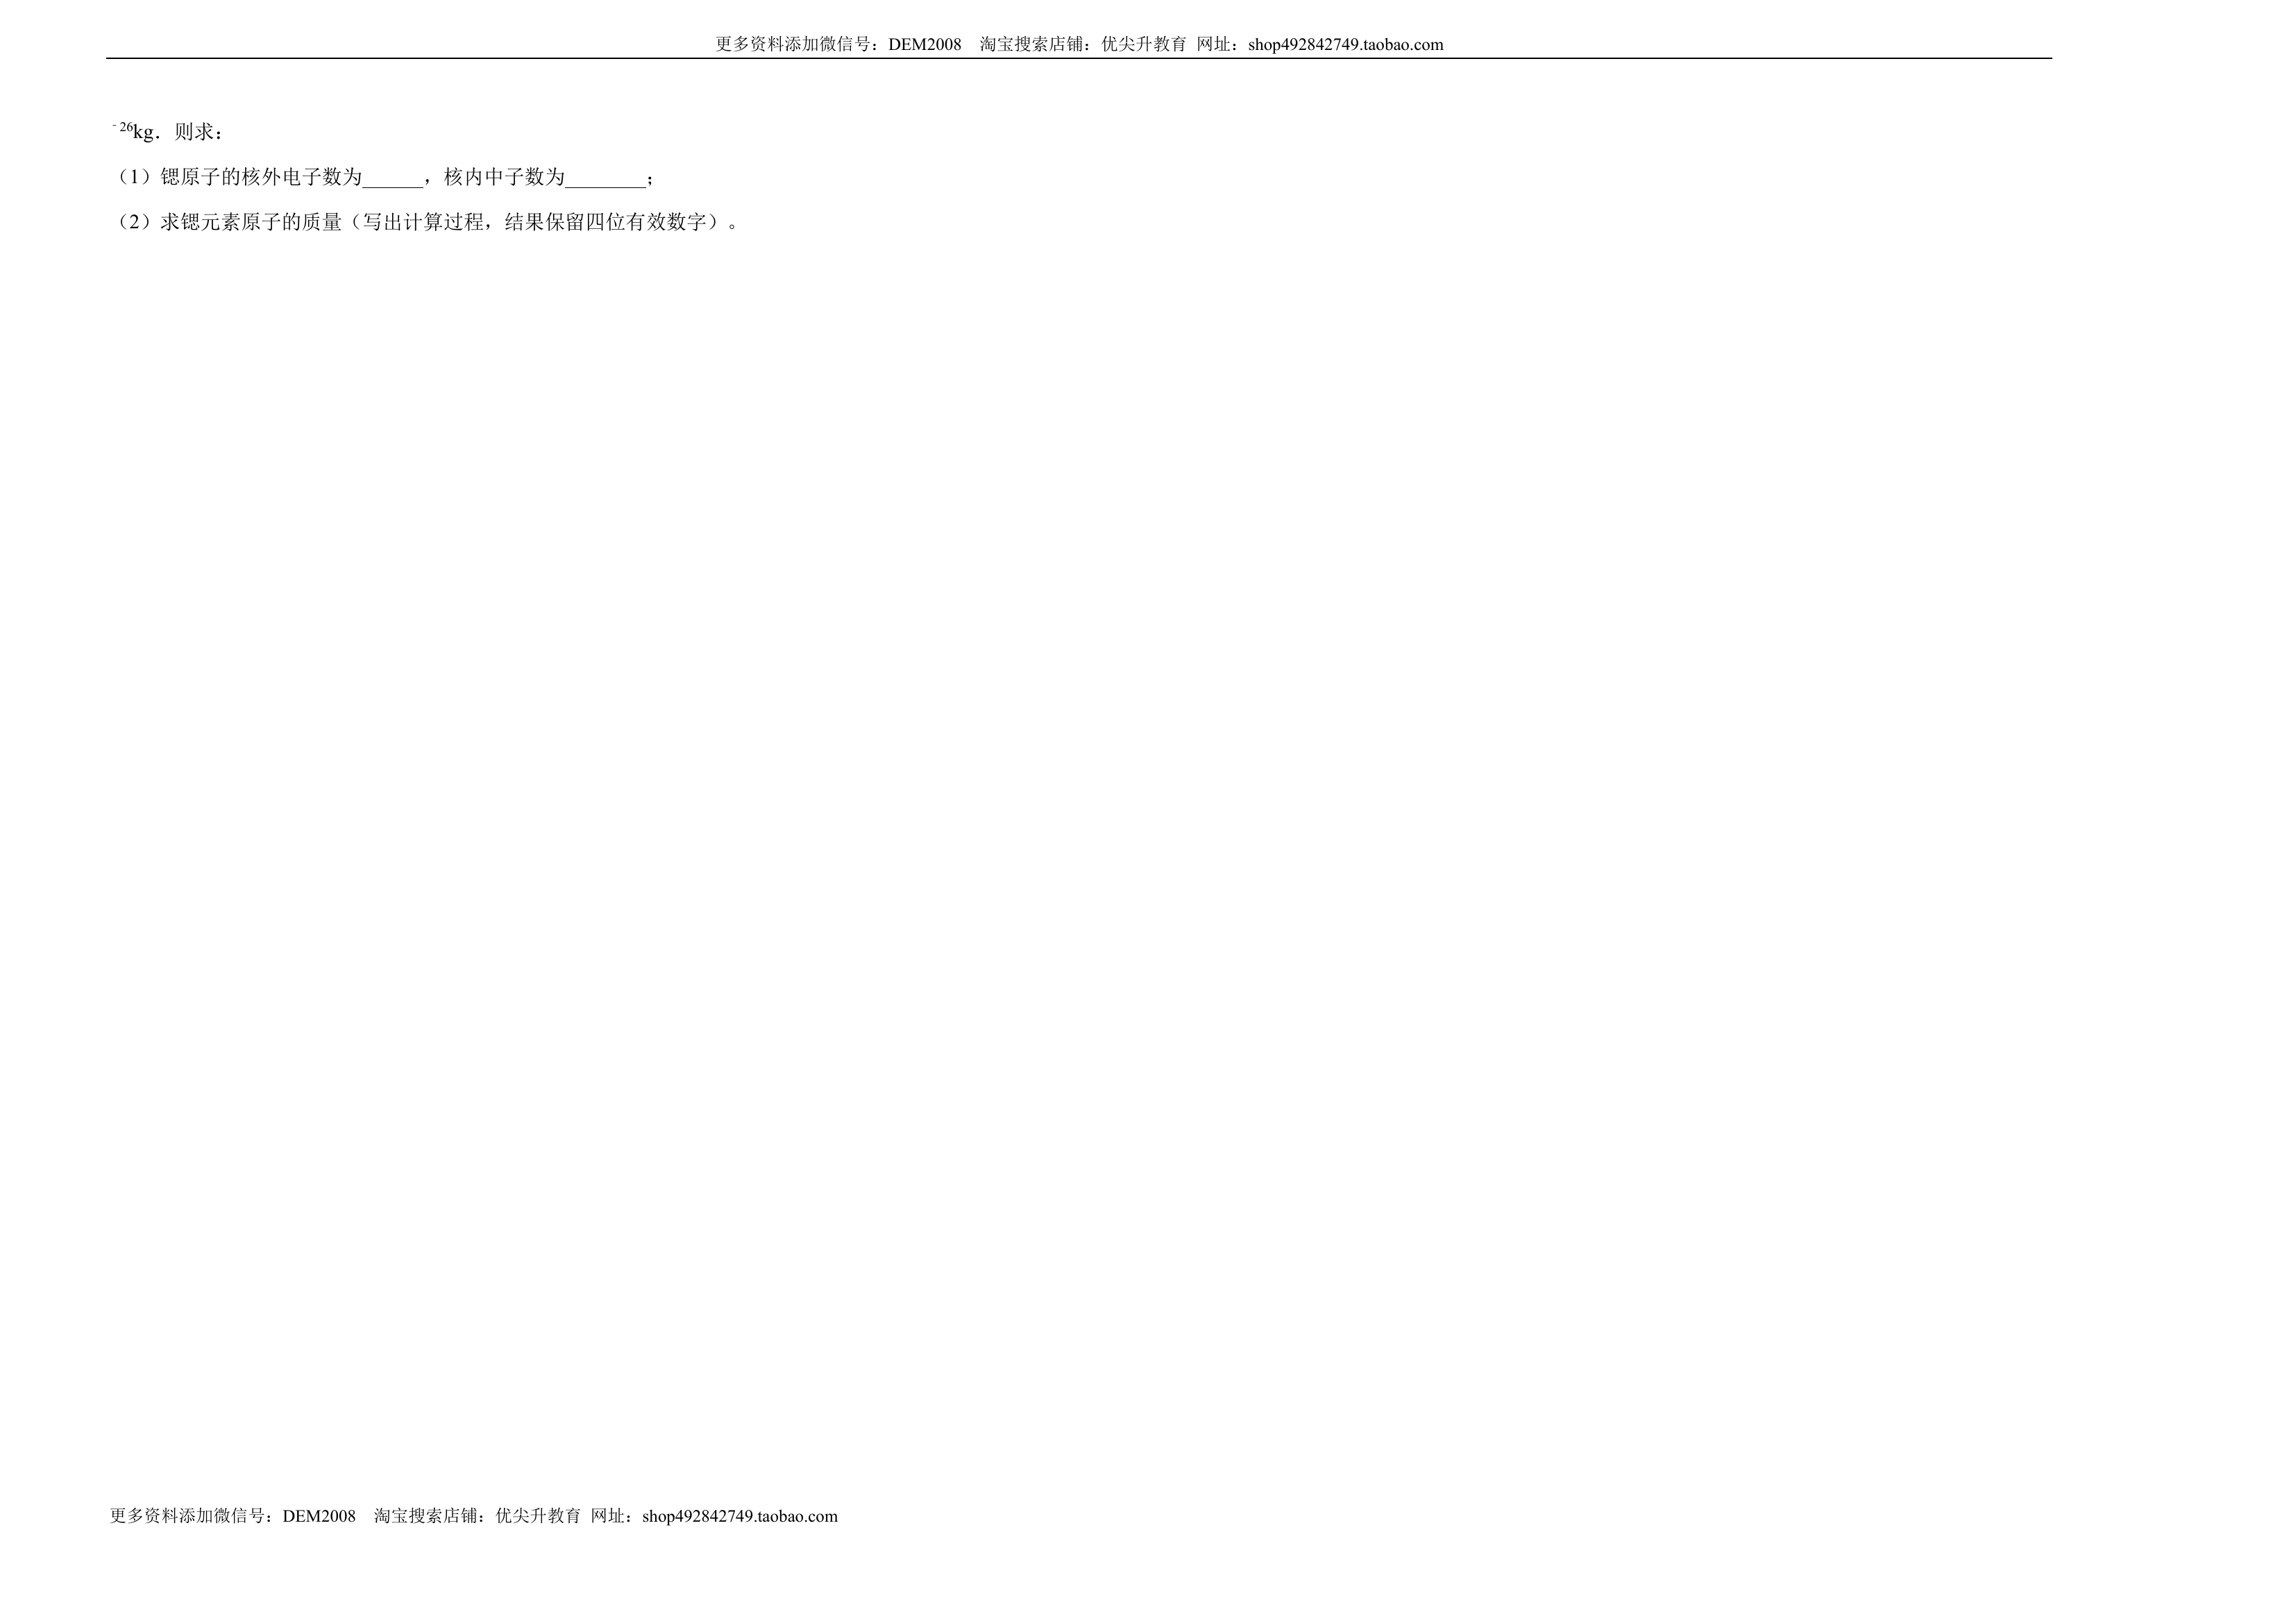 更多资料添加微信号：DEM2008    淘宝搜索店铺：优尖升教育  网址：shop492842749.taobao.com
⁻²⁶kg．则求：
（1）锶原子的核外电子数为______，核内中子数为________；
（2）求锶元素原子的质量（写出计算过程，结果保留四位有效数字）。
更多资料添加微信号：DEM2008    淘宝搜索店铺：优尖升教育  网址：shop492842749.taobao.com